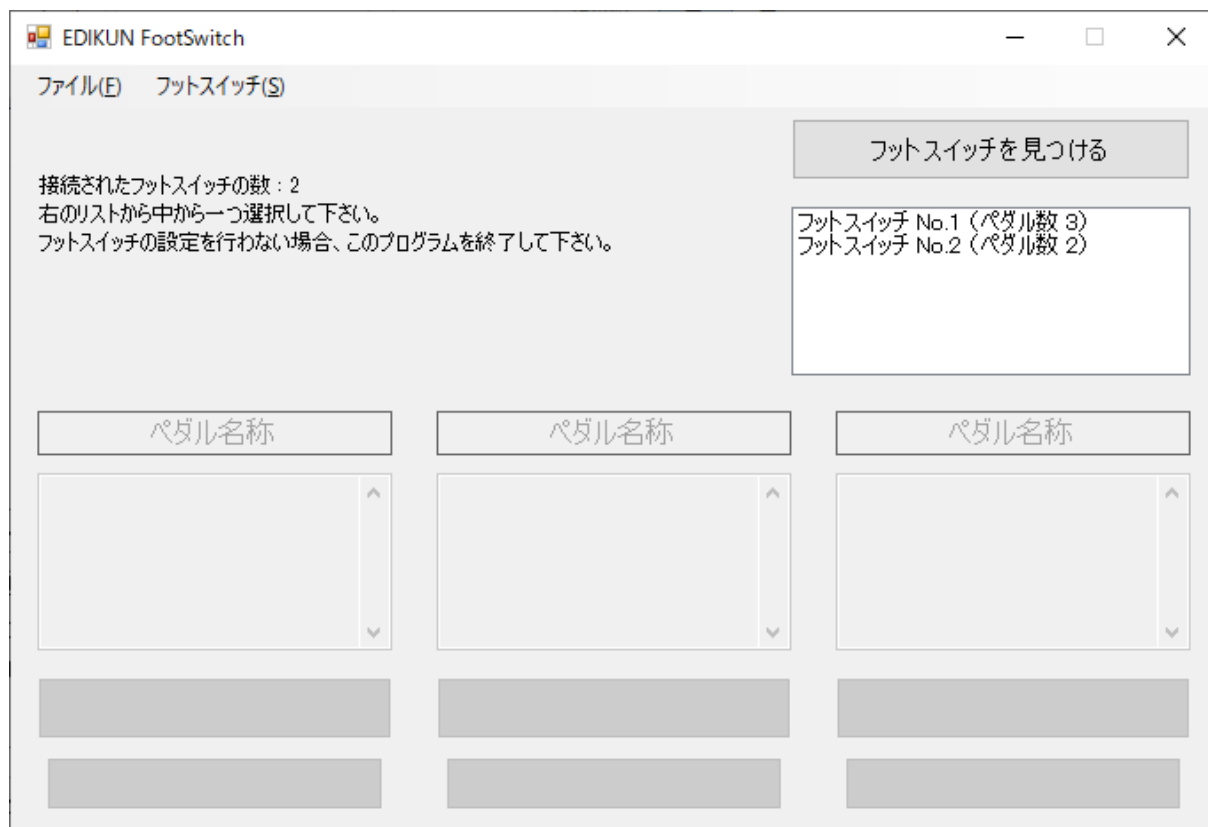 EDIKUN FootSwitch
ファイル(F) フットスイッチ(S)
フットスイッチを見つける
接続されたフットスイッチの数：2
右のリストから中から一つ選択して下さい。
フットスイッチの設定を行わない場合、このプログラムを終了して下さい。
フットスイッチ No.1 (ペダル数 3)
フットスイッチ No.2 (ペダル数 2)
ペダル名称 ペダル名称 ペダル名称